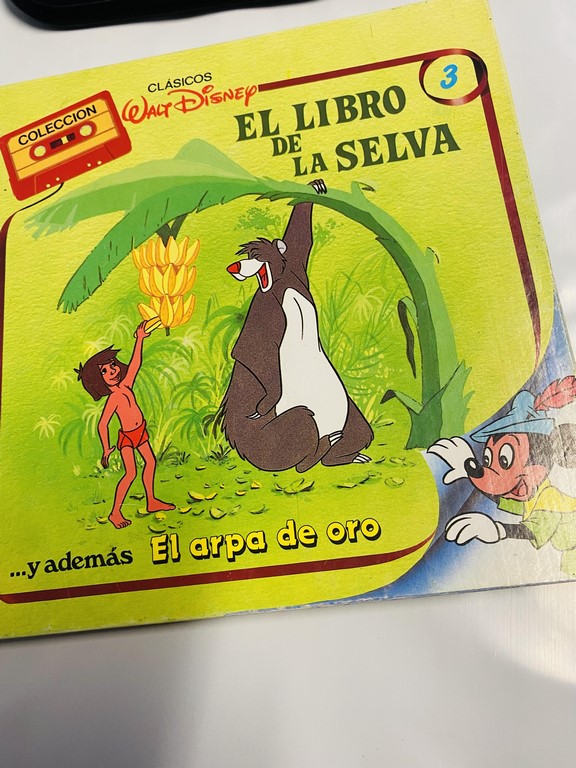 COLECCION
CLÁSICOS
WALT DISNEY
EL LIBRO
DE
LA SELVA
3
...y además El arpa de oro